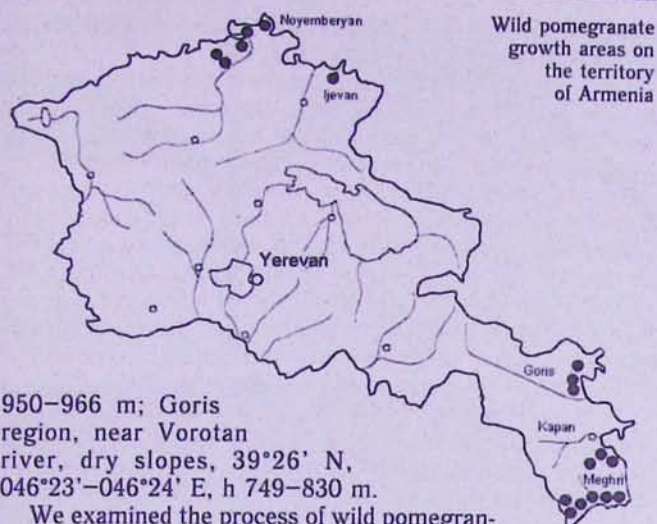 Wild pomegranate
growth areas on
the territory
of Armenia
Noyemberyan
Ijevan
Yerevan
Goris
Kapan
Meghri
950–966 m; Goris
region, near Vorotan
river, dry slopes, 39°26' N,
046°23'–046°24' E, h 749–830 m.
We examined the process of wild pomegran-